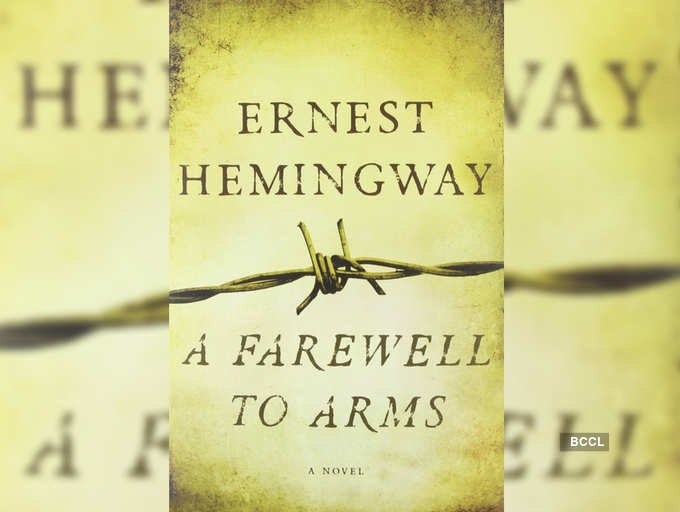 ERNEST
HEMINGWAY
A FAREWELL
TO ARMS
A NOVEL
BCCL